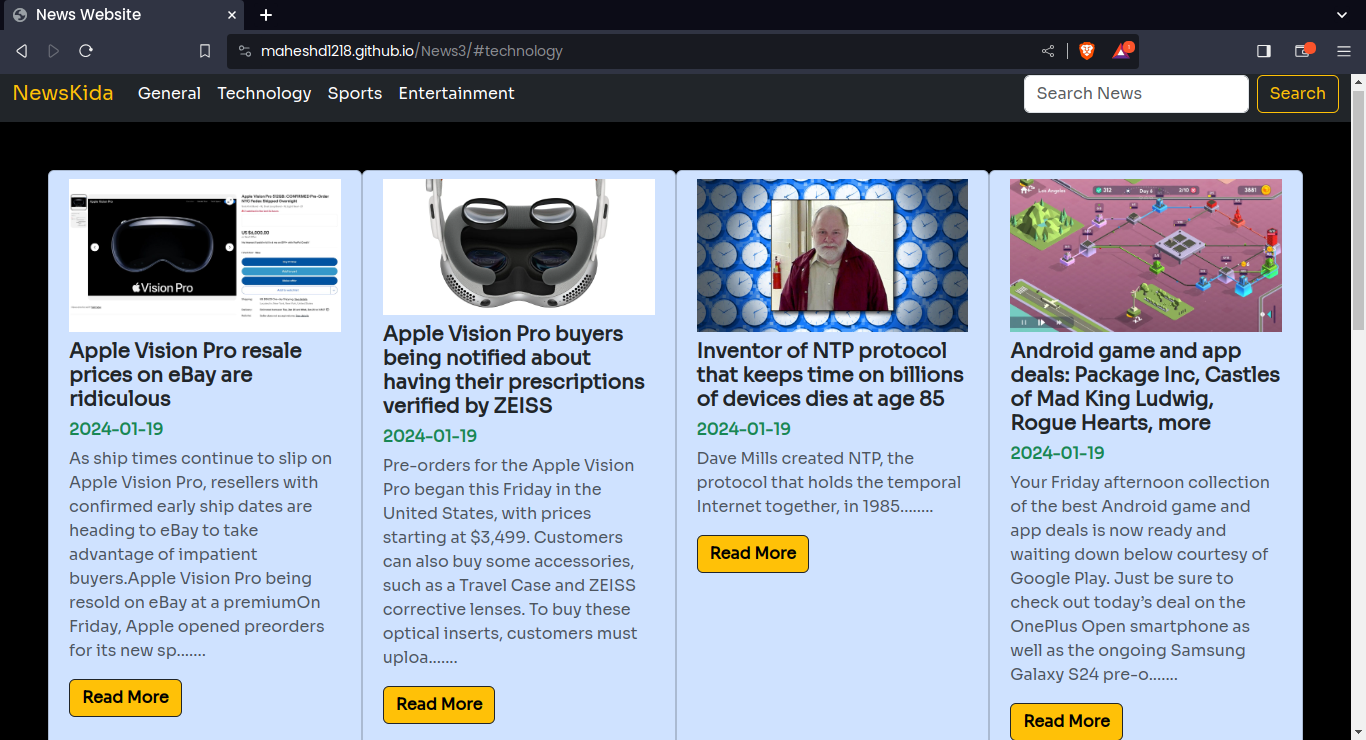 News Website
maheshd1218.github.io/News3/#technology
NewsKida
General
Technology
Sports
Entertainment
Search News
Search
Vision Pro
Apple Vision Pro resale
prices on eBay are
ridiculous
2024-01-19
As ship times continue to slip on
Apple Vision Pro, resellers with
confirmed early ship dates are
heading to eBay to take
advantage of impatient
buyers.Apple Vision Pro being
resold on eBay at a premiumOn
Friday, Apple opened preorders
for its new sp.......
Read More
Apple Vision Pro buyers
being notified about
having their prescriptions
verified by ZEISS
2024-01-19
Pre-orders for the Apple Vision
Pro began this Friday in the
United States, with prices
starting at $3,499. Customers
can also buy some accessories,
such as a Travel Case and ZEISS
corrective lenses. To buy these
optical inserts, customers must
uploa.......
Read More
Inventor of NTP protocol
that keeps time on billions
of devices dies at age 85
2024-01-19
Dave Mills created NTP, the
protocol that holds the temporal
Internet together, in 1985........
Read More
Los Angeles
312
Day 6
2/10
3881
Android game and app
deals: Package Inc, Castles
of Mad King Ludwig,
Rogue Hearts, more
2024-01-19
Your Friday afternoon collection
of the best Android game and
app deals is now ready and
waiting down below courtesy of
Google Play. Just be sure to
check out today’s deal on the
OnePlus Open smartphone as
well as the ongoing Samsung
Galaxy S24 pre-o.......
Read More